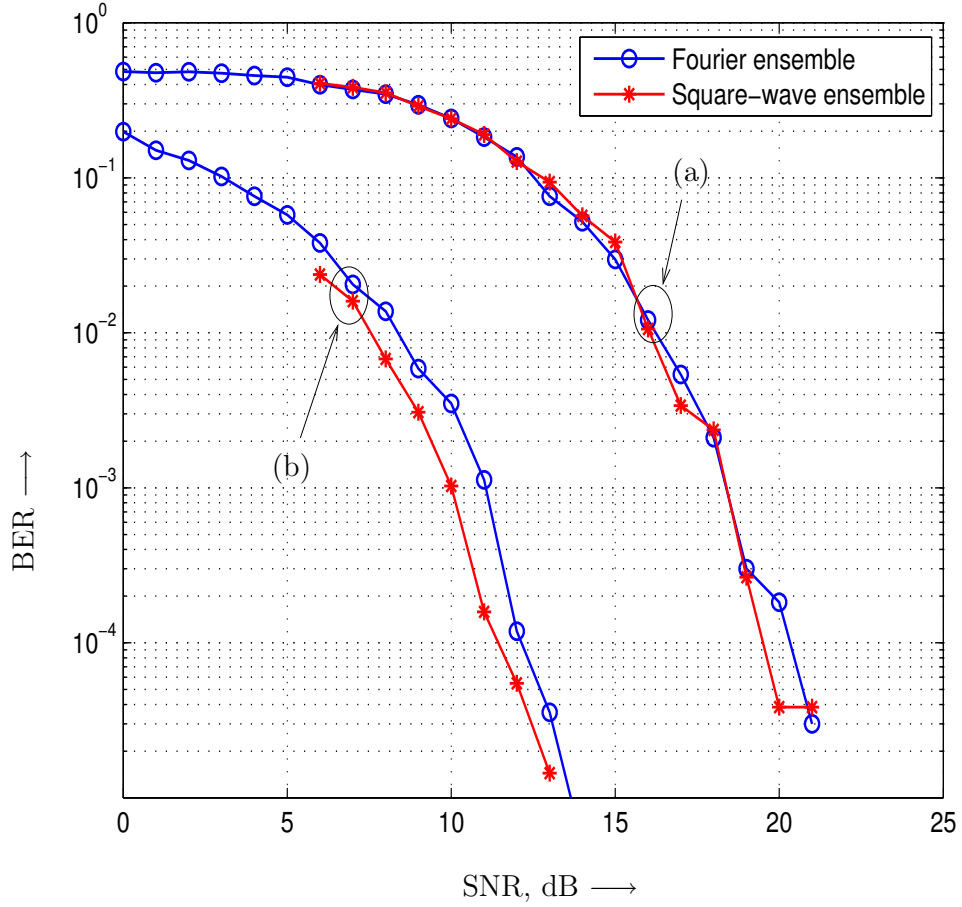 10^0
10^−1
10^−2
10^−3
10^−4
BER ⟶
0 5 10 15 20 25
SNR, dB ⟶
Fourier ensemble
Square−wave ensemble
(a)
(b)